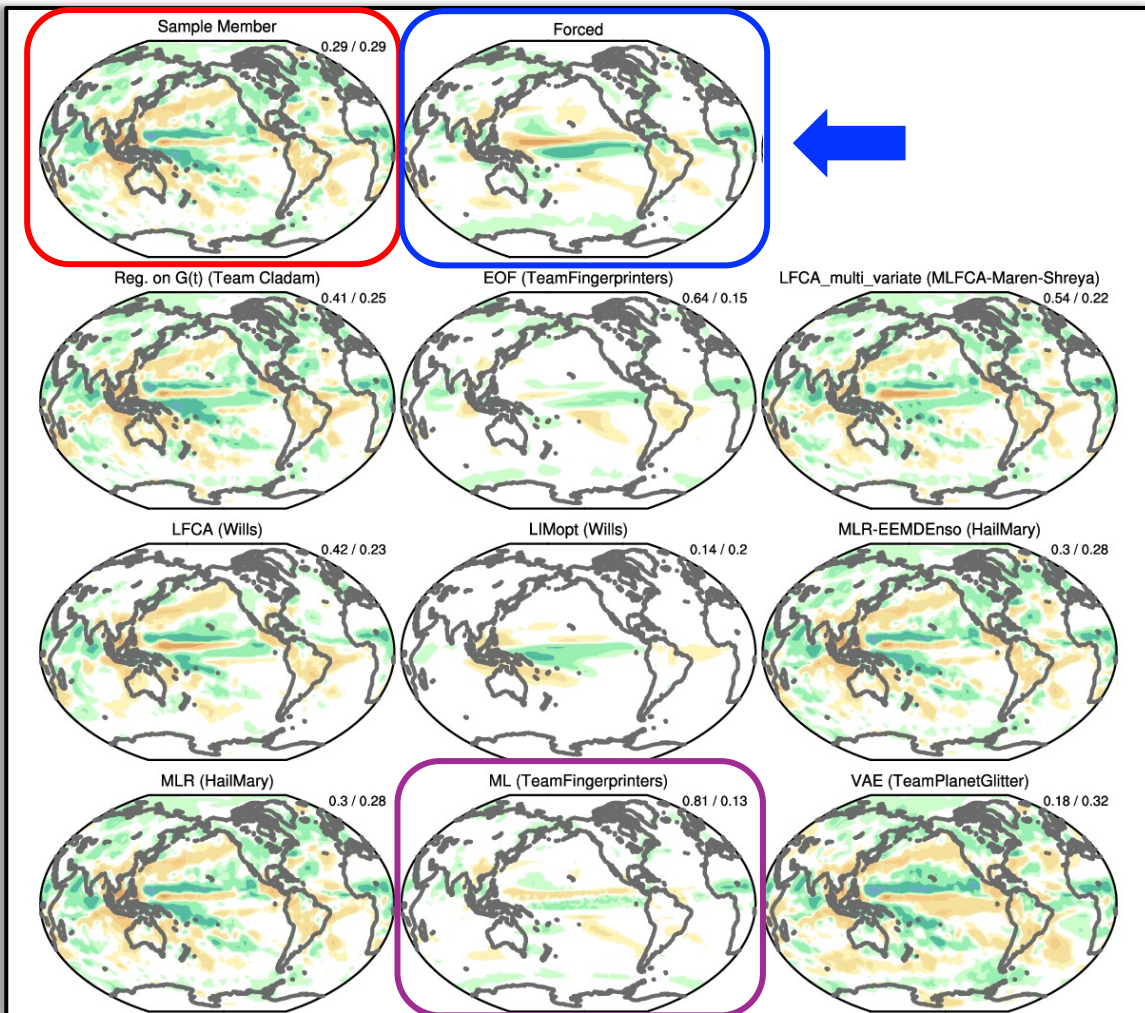 Sample Member
0.29 / 0.29
Forced
Reg. on G(t) (Team Cladam)
0.41 / 0.25
EOF (TeamFingerprinters)
0.64 / 0.15
LFCA_multi_variate (MLFCA-Maren-Shreya)
0.54 / 0.22
LFCA (Wills)
0.42 / 0.23
LIMopt (Wills)
0.14 / 0.2
MLR-EEMDEnso (HailMary)
0.3 / 0.28
MLR (HailMary)
0.3 / 0.28
ML (TeamFingerprinters)
0.81 / 0.13
VAE (TeamPlanetGlitter)
0.18 / 0.32